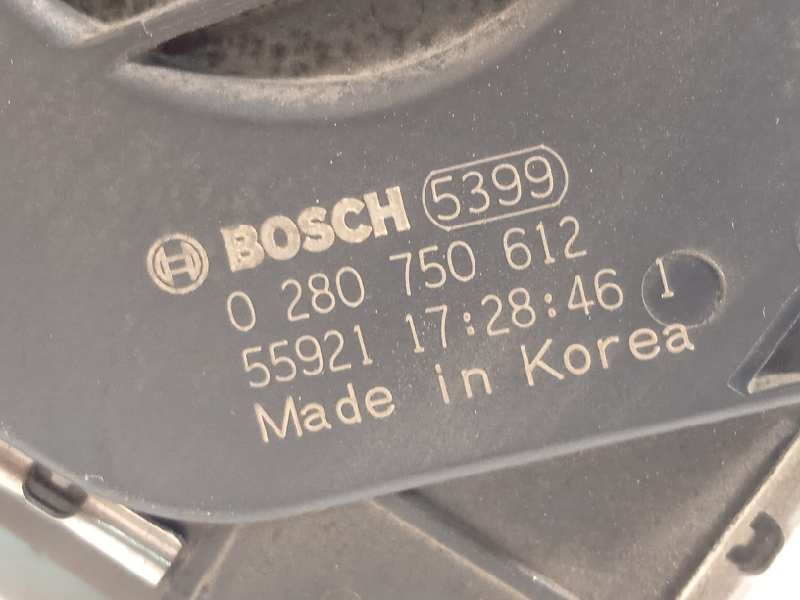 BOSCH 5399
0 280 750 612
55921 17:28:46 1
Made in Korea